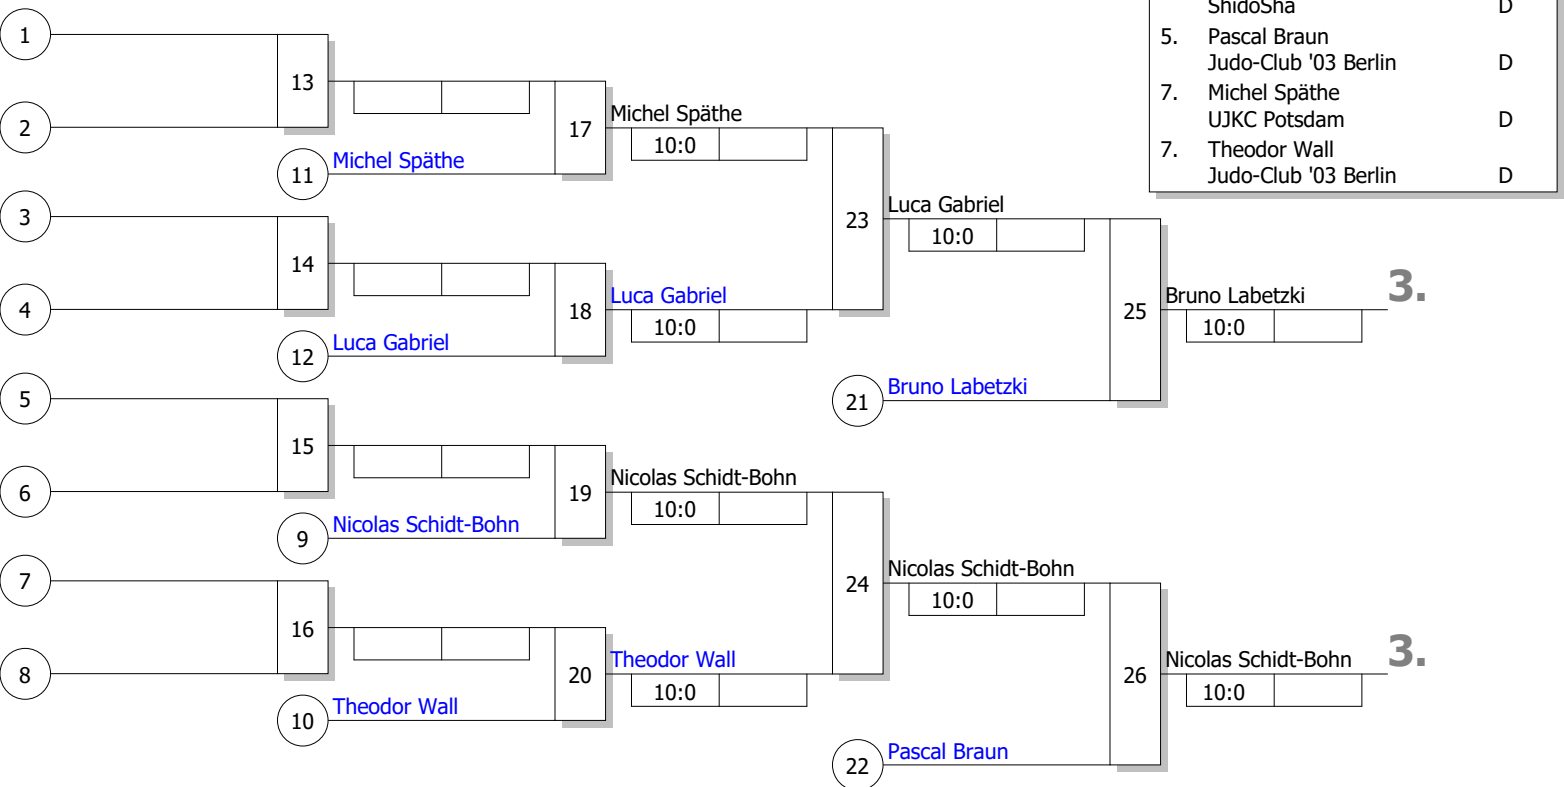 ShidoSha D
5. Pascal Braun
Judo-Club '03 Berlin D
7. Michel Späthe
UJKC Potsdam D
7. Theodor Wall
Judo-Club '03 Berlin D
1
13
2
17
Michel Späthe
10:0
11
Michel Späthe
3
23
Luca Gabriel
10:0
14
4
18
Luca Gabriel
10:0
12
Luca Gabriel
25
Bruno Labetzki
10:0
3.
5
21
Bruno Labetzki
15
6
19
Nicolas Schidt-Bohn
10:0
9
Nicolas Schidt-Bohn
7
24
Nicolas Schidt-Bohn
10:0
16
8
20
Theodor Wall
10:0
10
Theodor Wall
26
Nicolas Schidt-Bohn
10:0
3.
22
Pascal Braun